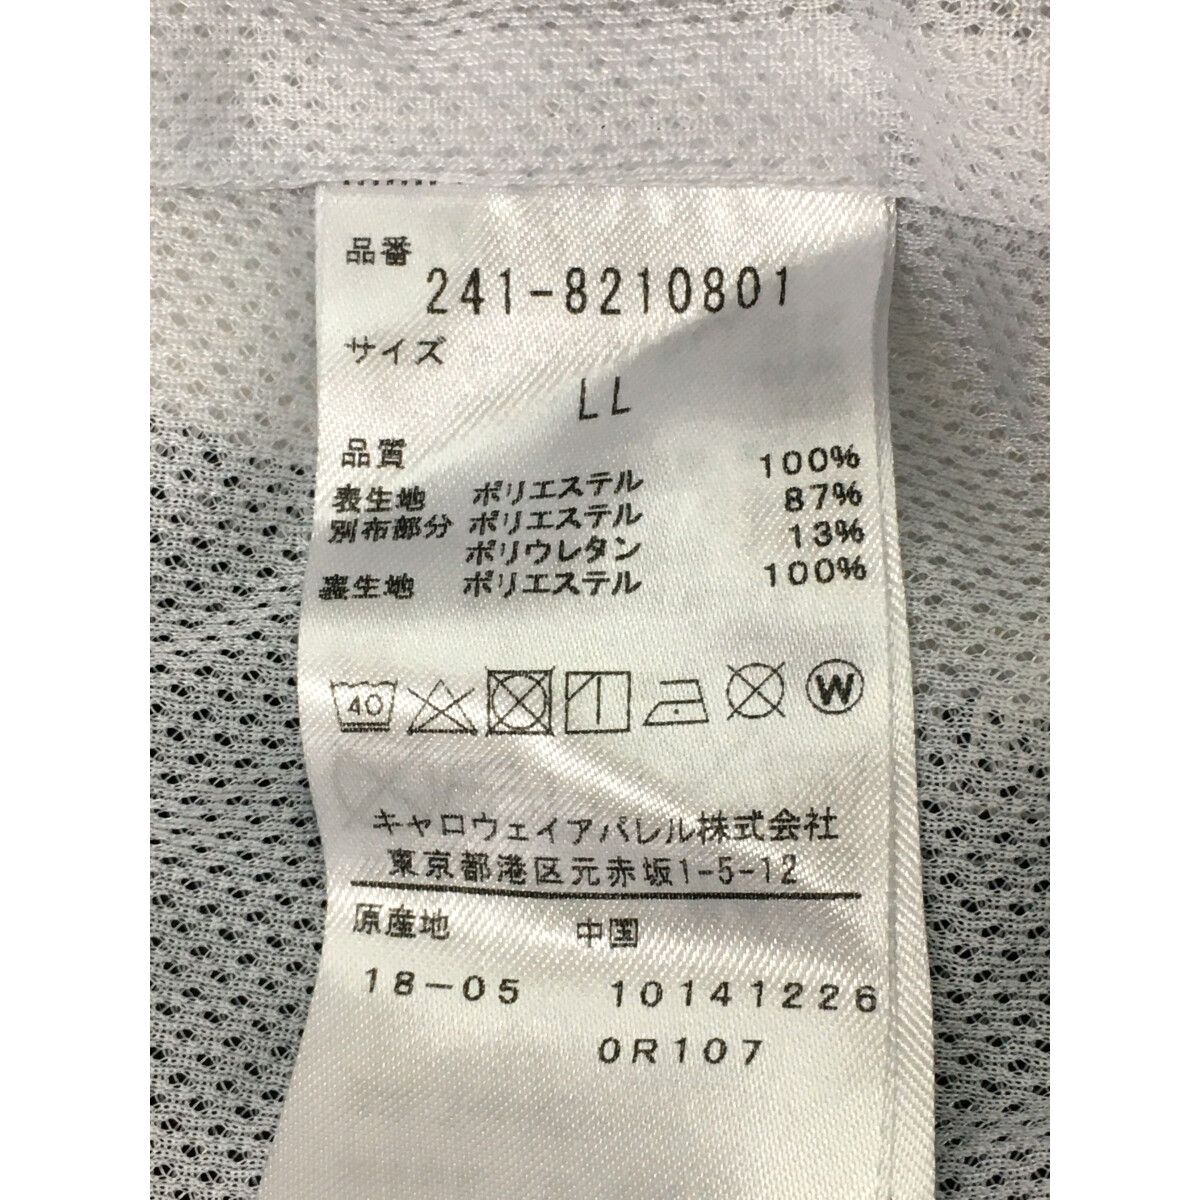 品番
241-8210801
サイズ
LL
品質
表生地 ポリエステル 100%
別布部分 ポリエステル 87%
ポリウレタン 13%
裏生地 ポリエステル 100%
40 W
キャロウェイアパレル株式会社
東京都港区元赤坂1-5-12
原産地 中国
18-05 10141226
0R107